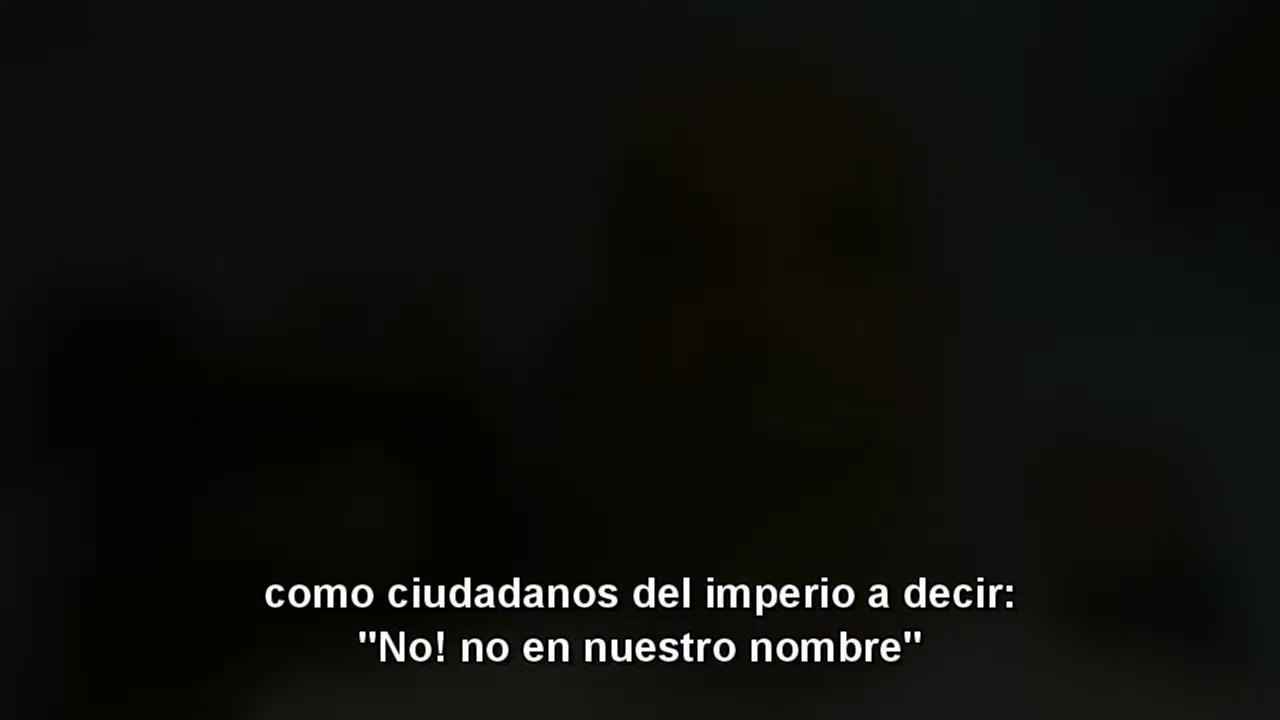 como ciudadanos del imperio a decir:
"No! no en nuestro nombre"